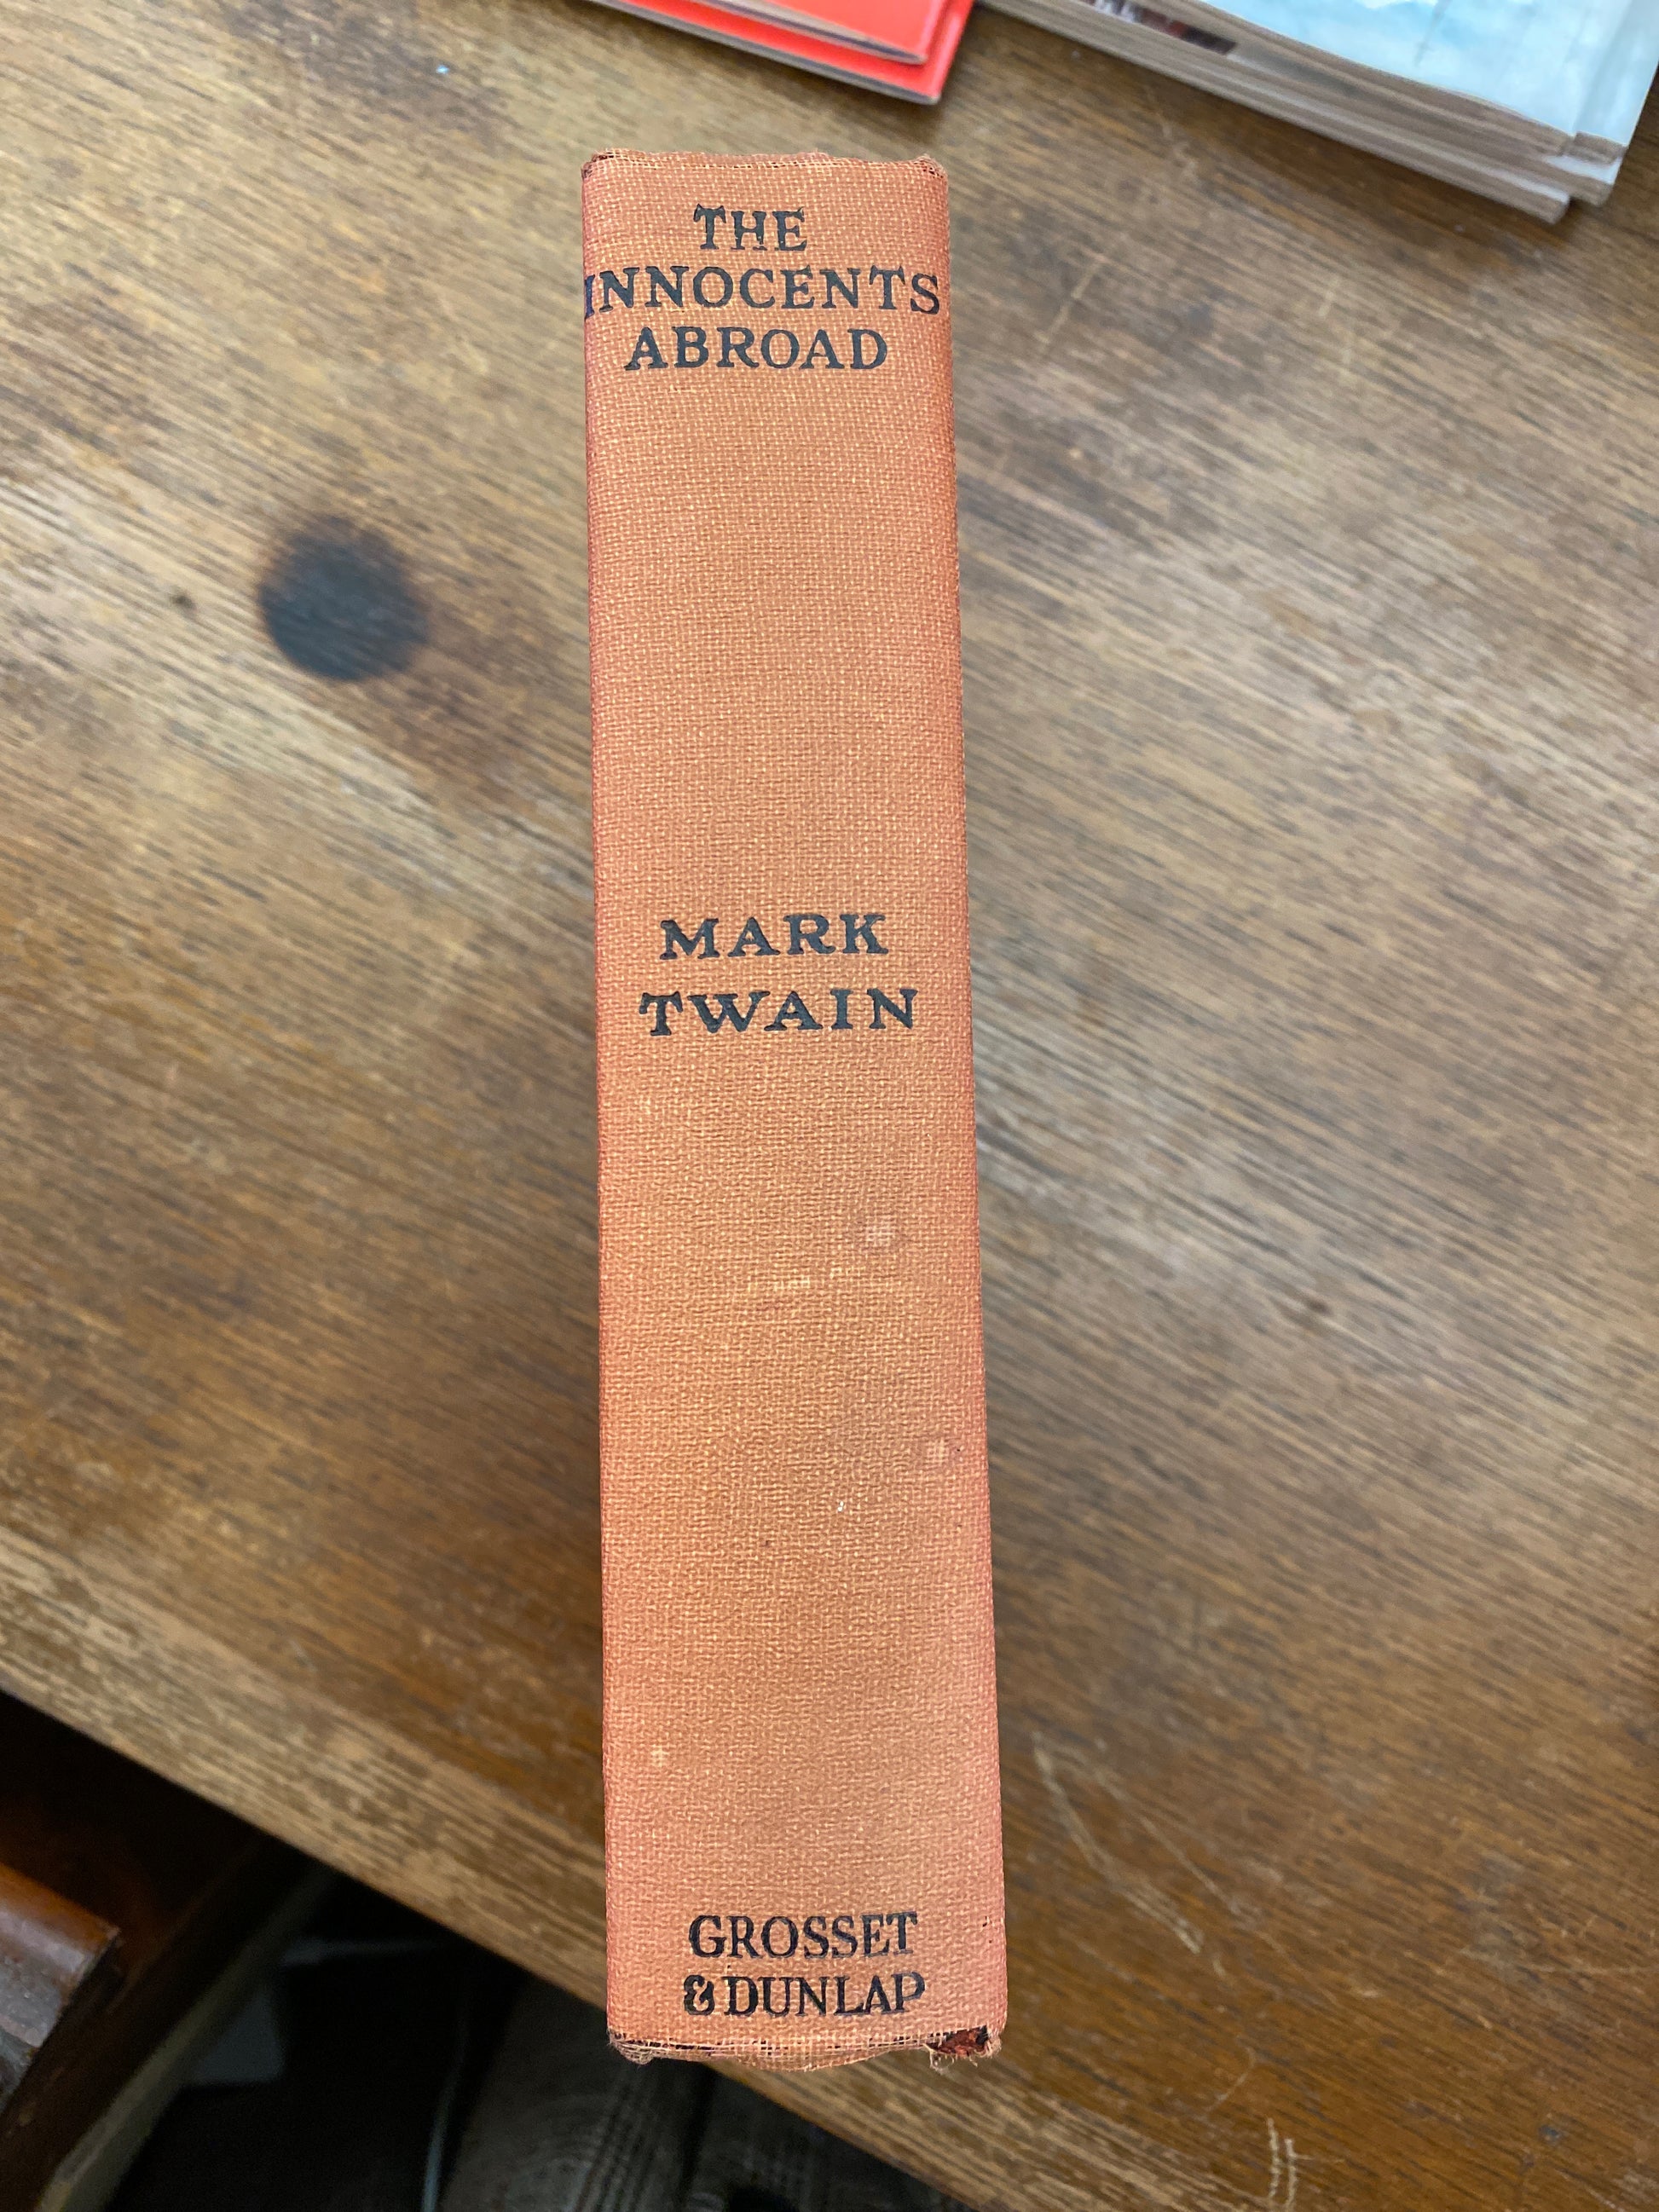 THE
INNOCENTS
ABROAD
MARK
TWAIN
GROSSET
& DUNLAP